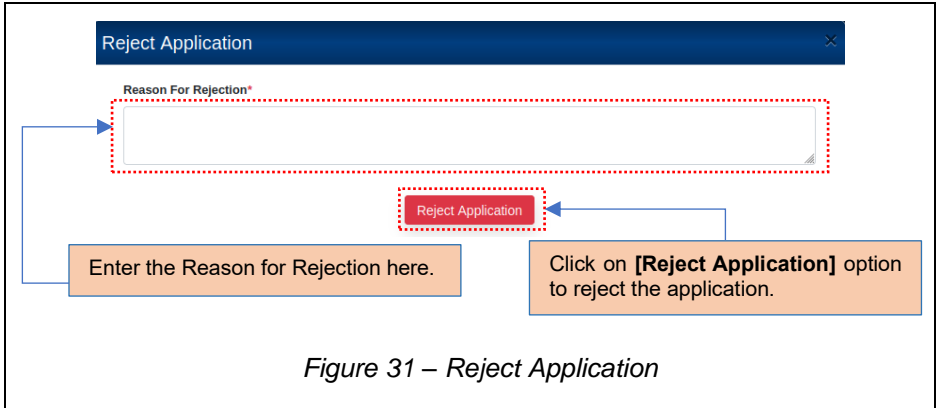 Reject Application ×
Reason For Rejection*
Reject Application
Enter the Reason for Rejection here.
Click on [Reject Application] option
to reject the application.
Figure 31 – Reject Application